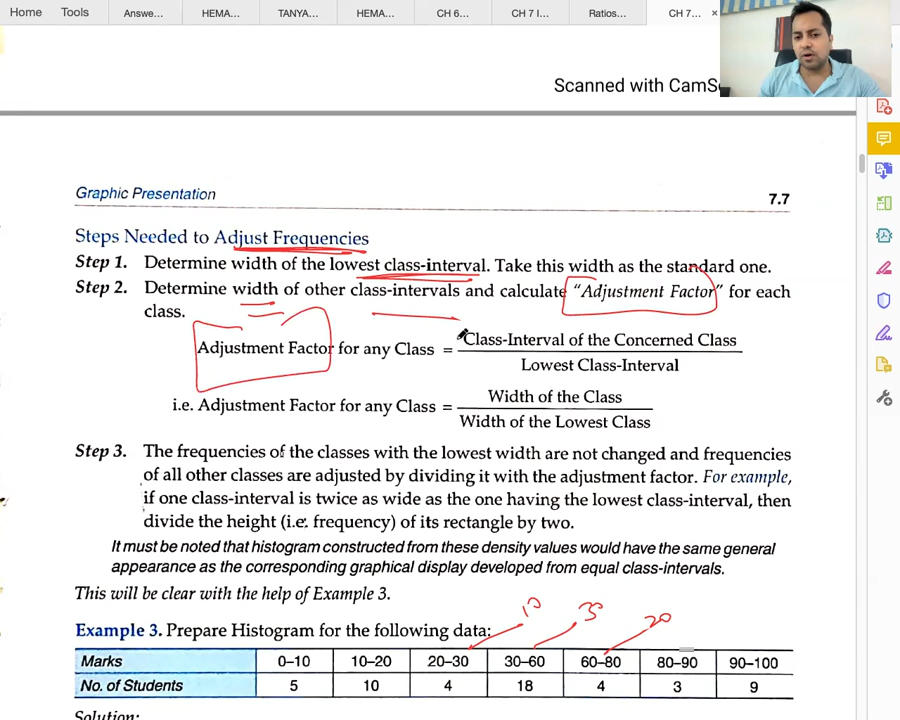 Home Tools Answe... HEMA... TANYA... HEMA... CH 6... CH 7 I... Ratios... CH 7... ×
Scanned with CamSc
Graphic Presentation 7.7
Steps Needed to Adjust Frequencies
Step 1. Determine width of the lowest class-interval. Take this width as the standard one.
Step 2. Determine width of other class-intervals and calculate "Adjustment Factor" for each
class.
Adjustment Factor for any Class = Class-Interval of the Concerned Class
Lowest Class-Interval
i.e. Adjustment Factor for any Class = Width of the Class
Width of the Lowest Class
Step 3. The frequencies of the classes with the lowest width are not changed and frequencies
of all other classes are adjusted by dividing it with the adjustment factor. For example,
if one class-interval is twice as wide as the one having the lowest class-interval, then
divide the height (i.e. frequency) of its rectangle by two.
It must be noted that histogram constructed from these density values would have the same general
appearance as the corresponding graphical display developed from equal class-intervals.
This will be clear with the help of Example 3.
20
Example 3. Prepare Histogram for the following data:
Marks 0–10 10–20 20–30 30–60 60–80 80–90 90–100
No. of Students 5 10 4 18 4 3 9
Solution: